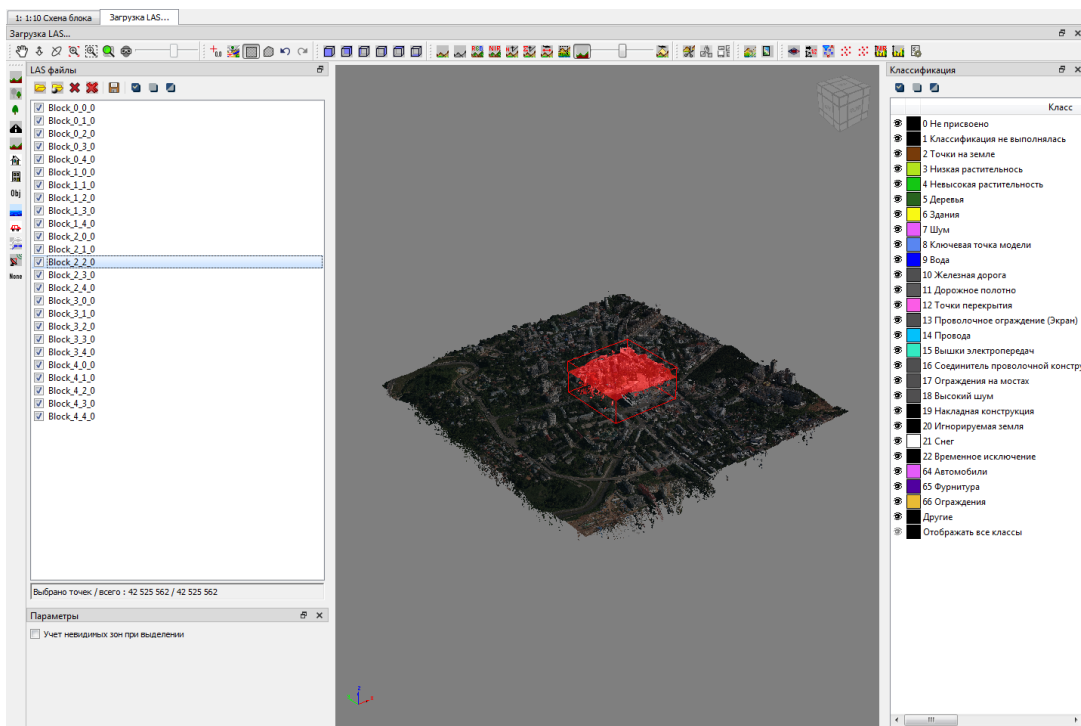 1: 1:10 Схема блока
Загрузка LAS...
Загрузка LAS...
LAS файлы
Block_0_0_0
Block_0_1_0
Block_0_2_0
Block_0_3_0
Block_0_4_0
Block_1_0_0
Block_1_1_0
Block_1_2_0
Block_1_3_0
Block_1_4_0
Block_2_0_0
Block_2_1_0
Block_2_2_0
Block_2_3_0
Block_2_4_0
Block_3_0_0
Block_3_1_0
Block_3_2_0
Block_3_3_0
Block_3_4_0
Block_4_0_0
Block_4_1_0
Block_4_2_0
Block_4_3_0
Block_4_4_0
Obj
None
Выбрано точек / всего : 42 525 562 / 42 525 562
Параметры
Учет невидимых зон при выделении
Классификация
Класс
0 Не присвоено
1 Классификация не выполнялась
2 Точки на земле
3 Низкая растительнось
4 Невысокая растительность
5 Деревья
6 Здания
7 Шум
8 Ключевая точка модели
9 Вода
10 Железная дорога
11 Дорожное полотно
12 Точки перекрытия
13 Проволочное ограждение (Экран)
14 Провода
15 Вышки электропередач
16 Соединитель проволочной констру
17 Ограждения на мостах
18 Высокий шум
19 Накладная конструкция
20 Игнорируемая земля
21 Снег
22 Временное исключение
64 Автомобили
65 Фурнитура
66 Ограждения
Другие
Отображать все классы